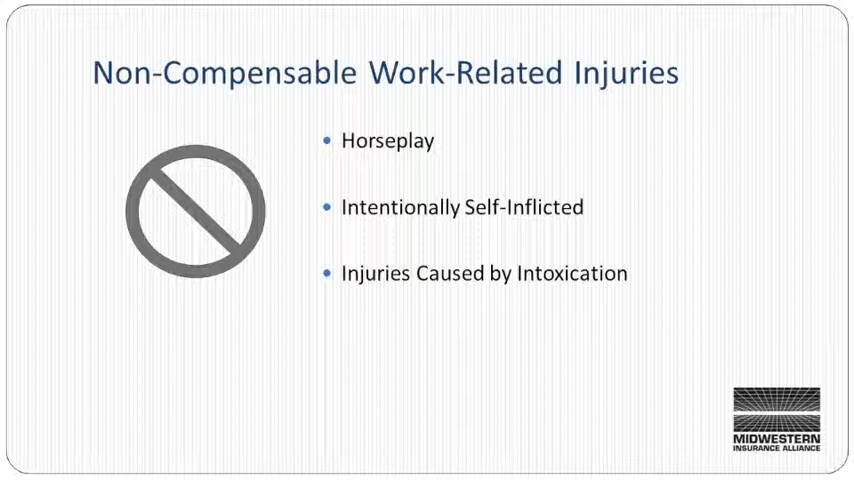 Non-Compensable Work-Related Injuries
• Horseplay
• Intentionally Self-Inflicted
• Injuries Caused by Intoxication
MIDWESTERN
INSURANCE ALLIANCE